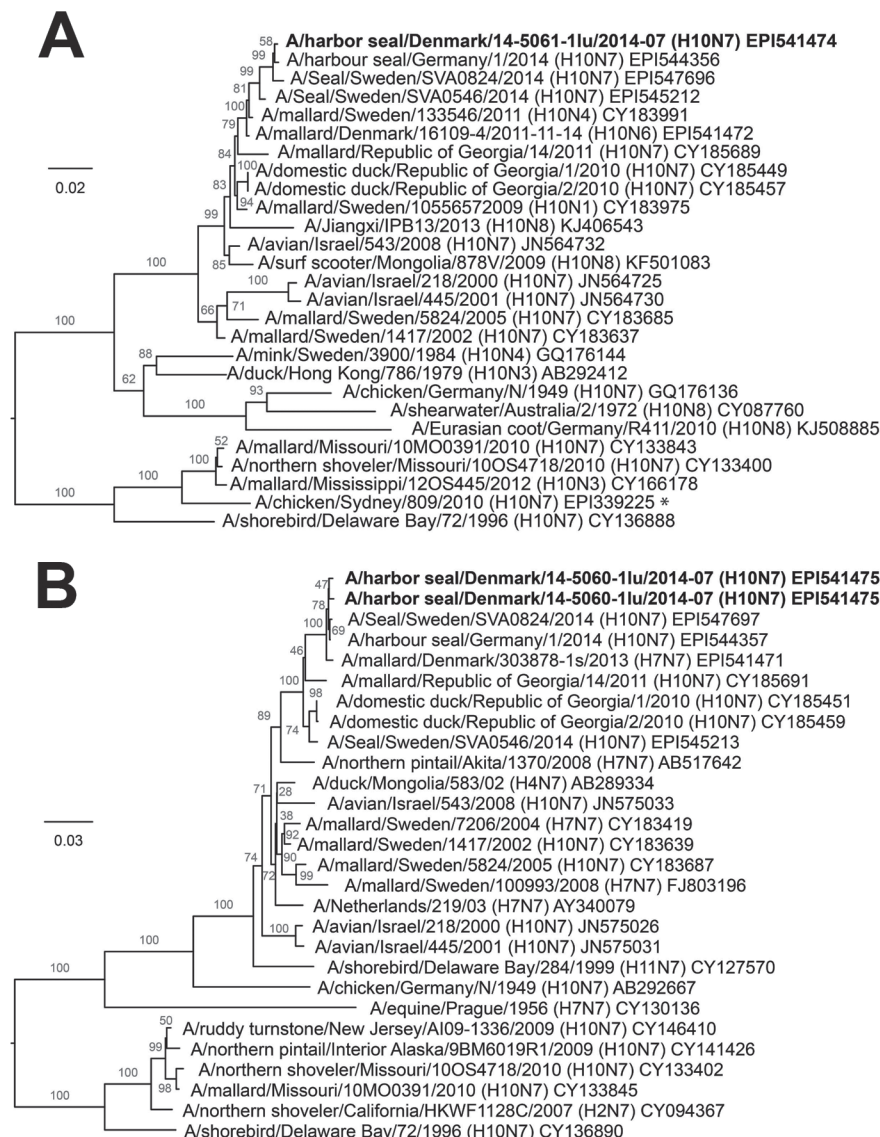 A
58
A/harbor seal/Denmark/14-5061-1lu/2014-07 (H10N7) EPI541474
99
A/harbour seal/Germany/1/2014 (H10N7) EPI544356
99
A/Seal/Sweden/SVA0824/2014 (H10N7) EPI547696
81
A/Seal/Sweden/SVA0546/2014 (H10N7) EPI545212
100
A/mallard/Sweden/133546/2011 (H10N4) CY183991
79
A/mallard/Denmark/16109-4/2011-11-14 (H10N6) EPI541472
84
A/mallard/Republic of Georgia/14/2011 (H10N7) CY185689
0.02
100
A/domestic duck/Republic of Georgia/1/2010 (H10N7) CY185449
83
A/domestic duck/Republic of Georgia/2/2010 (H10N7) CY185457
94
A/mallard/Sweden/10556572009 (H10N1) CY183975
99
A/Jiangxi/IPB13/2013 (H10N8) KJ406543
A/avian/Israel/543/2008 (H10N7) JN564732
85
A/surf scooter/Mongolia/878V/2009 (H10N8) KF501083
100
100
A/avian/Israel/218/2000 (H10N7) JN564725
A/avian/Israel/445/2001 (H10N7) JN564730
66
71
A/mallard/Sweden/5824/2005 (H10N7) CY183685
100
A/mallard/Sweden/1417/2002 (H10N7) CY183637
88
A/mink/Sweden/3900/1984 (H10N4) GQ176144
62
A/duck/Hong Kong/786/1979 (H10N3) AB292412
93
A/chicken/Germany/N/1949 (H10N7) GQ176136
100
A/shearwater/Australia/2/1972 (H10N8) CY087760
A/Eurasian coot/Germany/R411/2010 (H10N8) KJ508885
52
A/mallard/Missouri/10MO0391/2010 (H10N7) CY133843
100
A/northern shoveler/Missouri/10OS4718/2010 (H10N7) CY133400
A/mallard/Mississippi/12OS445/2012 (H10N3) CY166178
100
A/chicken/Sydney/809/2010 (H10N7) EPI339225 *
A/shorebird/Delaware Bay/72/1996 (H10N7) CY136888
B
47
A/harbor seal/Denmark/14-5060-1lu/2014-07 (H10N7) EPI541475
78
A/harbor seal/Denmark/14-5060-1lu/2014-07 (H10N7) EPI541475
100
A/Seal/Sweden/SVA0824/2014 (H10N7) EPI547697
69
A/harbour seal/Germany/1/2014 (H10N7) EPI544357
46
A/mallard/Denmark/303878-1s/2013 (H7N7) EPI541471
100
A/mallard/Republic of Georgia/14/2011 (H10N7) CY185691
98
A/domestic duck/Republic of Georgia/1/2010 (H10N7) CY185451
89
74
A/domestic duck/Republic of Georgia/2/2010 (H10N7) CY185459
A/Seal/Sweden/SVA0546/2014 (H10N7) EPI545213
A/northern pintail/Akita/1370/2008 (H7N7) AB517642
71
A/duck/Mongolia/583/02 (H4N7) AB289334
28
A/avian/Israel/543/2008 (H10N7) JN575033
0.03
38
A/mallard/Sweden/7206/2004 (H7N7) CY183419
92
A/mallard/Sweden/1417/2002 (H10N7) CY183639
74
90
A/mallard/Sweden/5824/2005 (H10N7) CY183687
72
99
A/mallard/Sweden/100993/2008 (H7N7) FJ803196
100
A/Netherlands/219/03 (H7N7) AY340079
100
A/avian/Israel/218/2000 (H10N7) JN575026
100
A/avian/Israel/445/2001 (H10N7) JN575031
A/shorebird/Delaware Bay/284/1999 (H11N7) CY127570
100
A/chicken/Germany/N/1949 (H10N7) AB292667
A/equine/Prague/1956 (H7N7) CY130136
50
A/ruddy turnstone/New Jersey/AI09-1336/2009 (H10N7) CY146410
99
A/northern pintail/Interior Alaska/9BM6019R1/2009 (H10N7) CY141426
A/northern shoveler/Missouri/10OS4718/2010 (H10N7) CY133402
98
A/mallard/Missouri/10MO0391/2010 (H10N7) CY133845
100
A/northern shoveler/California/HKWF1128C/2007 (H2N7) CY094367
A/shorebird/Delaware Bay/72/1996 (H10N7) CY136890